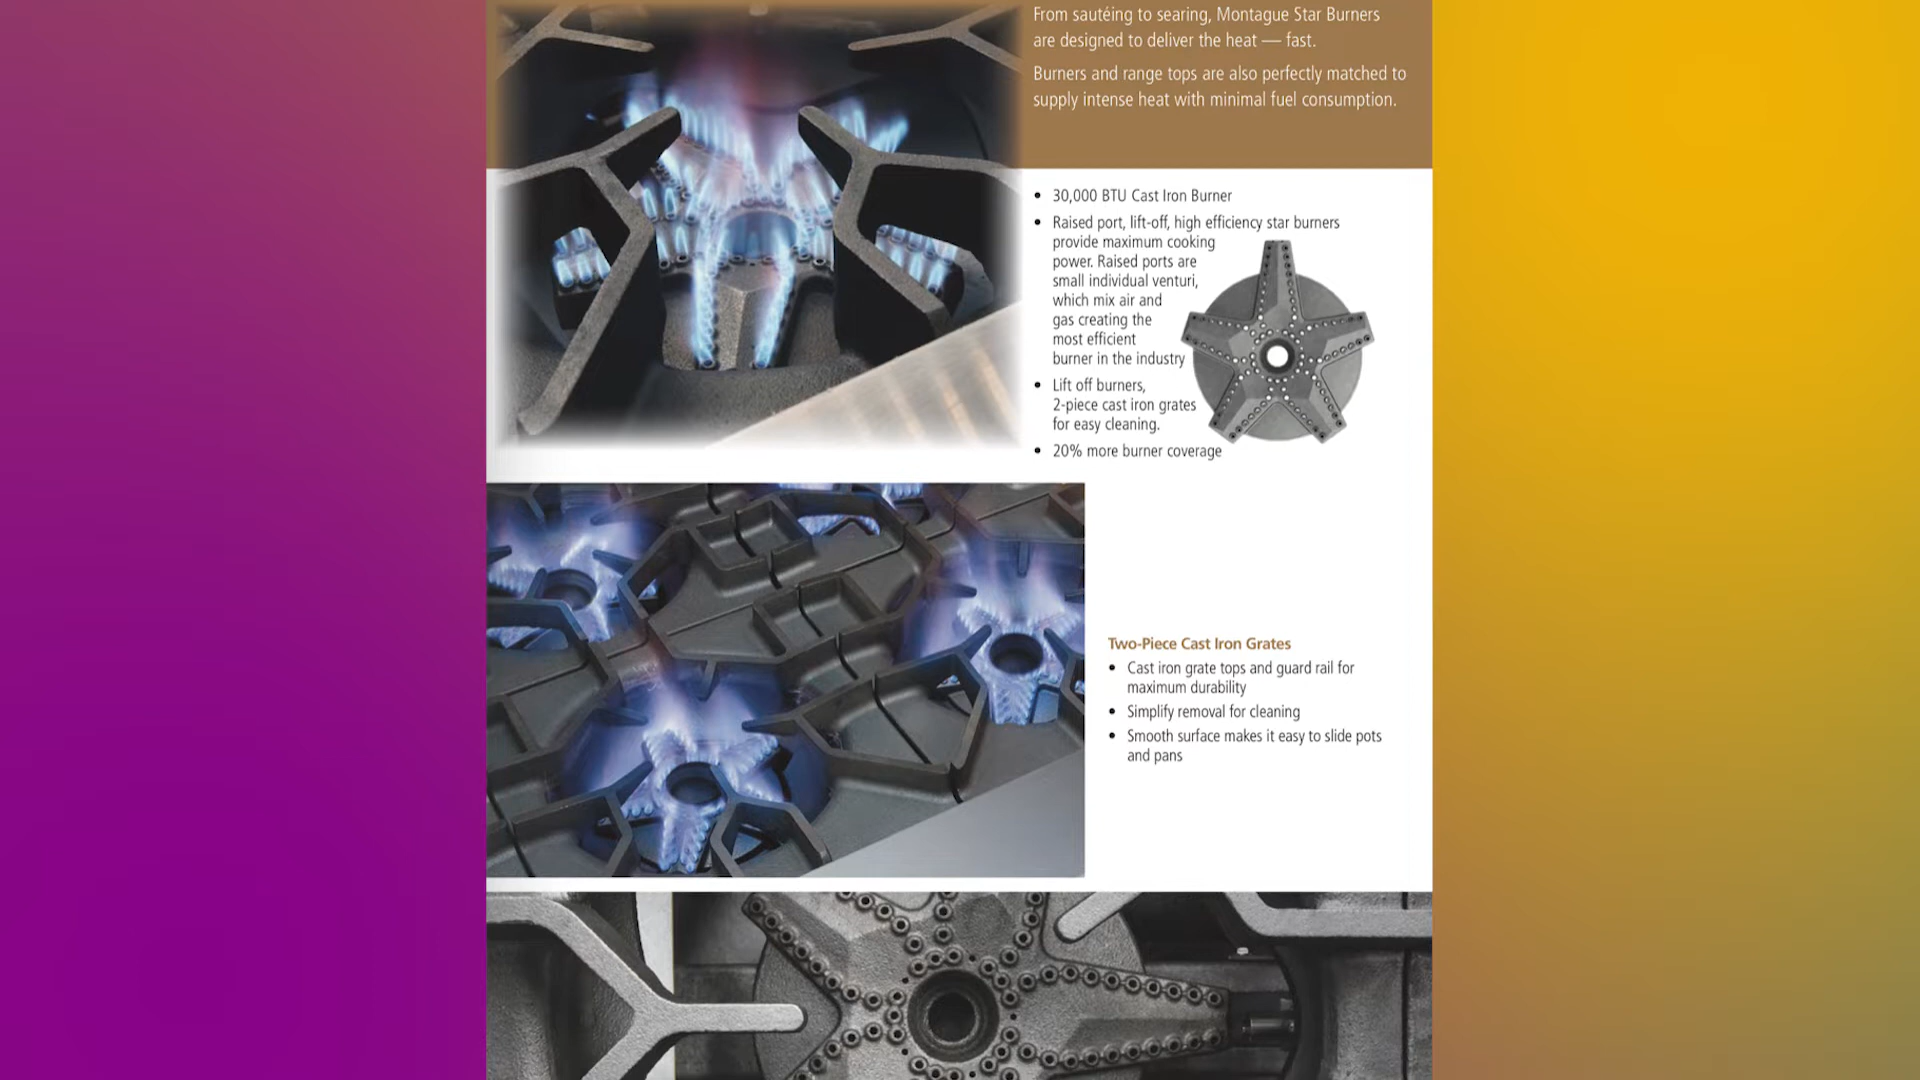 From sautéing to searing, Montague Star Burners
are designed to deliver the heat — fast.
Burners and range tops are also perfectly matched to
supply intense heat with minimal fuel consumption.
• 30,000 BTU Cast Iron Burner
• Raised port, lift-off, high efficiency star burners
provide maximum cooking
power. Raised ports are
small individual venturi,
which mix air and
gas creating the
most efficient
burner in the industry
• Lift off burners,
2-piece cast iron grates
for easy cleaning.
• 20% more burner coverage
Two-Piece Cast Iron Grates
• Cast iron grate tops and guard rail for
maximum durability
• Simplify removal for cleaning
• Smooth surface makes it easy to slide pots
and pans